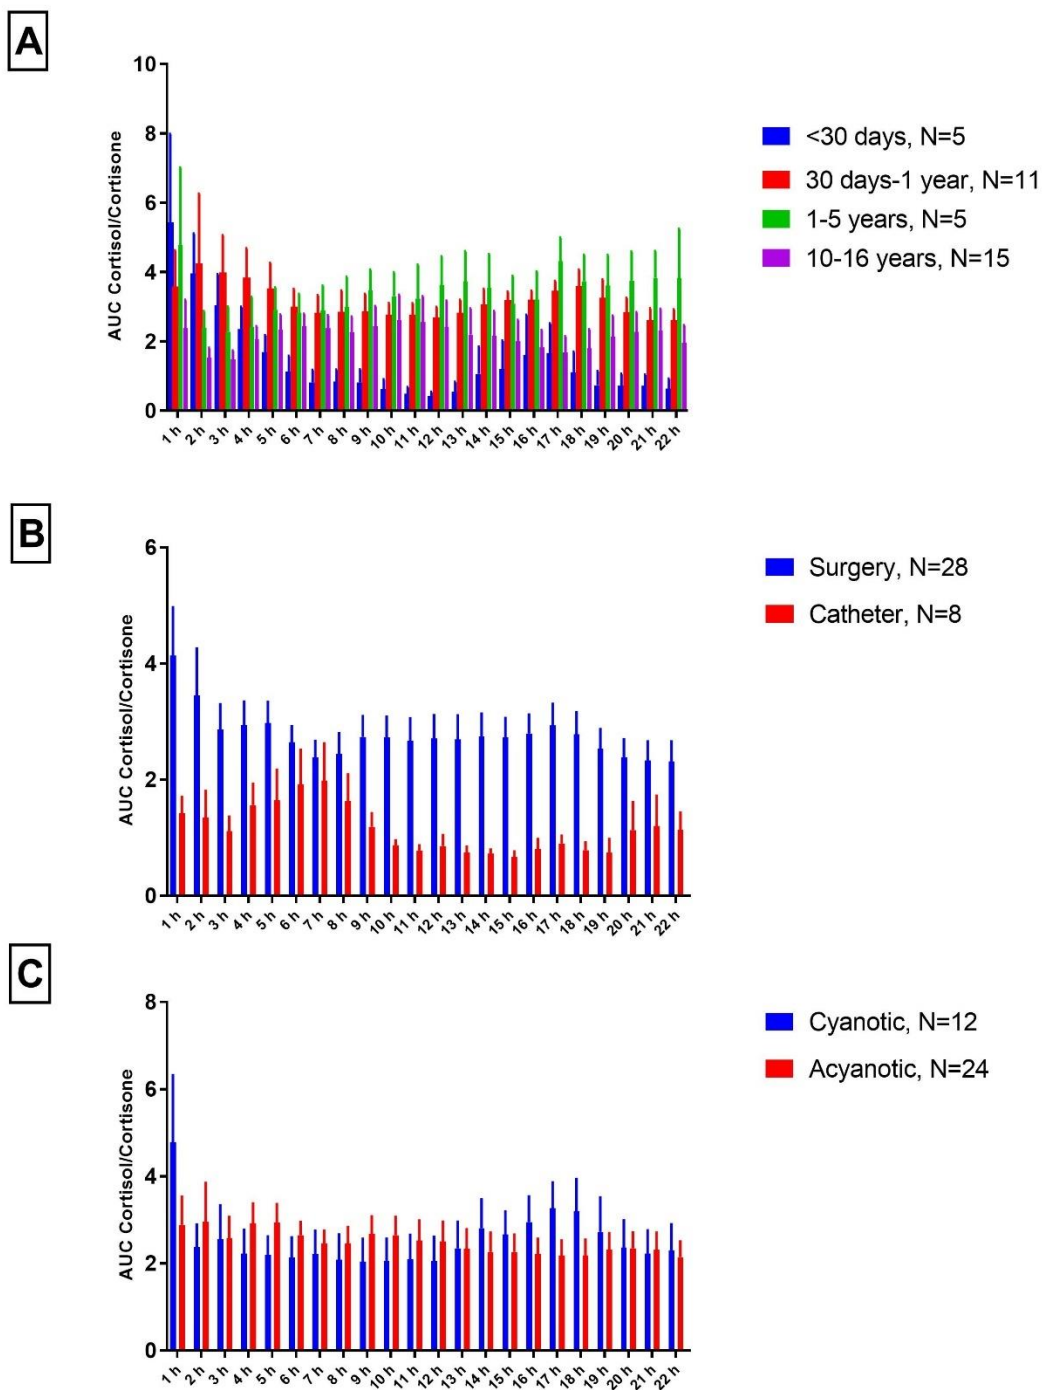 A
AUC Cortisol/Cortisone
10
8
6
4
2
0
1 h 2 h 3 h 4 h 5 h 6 h 7 h 8 h 9 h 10 h 11 h 12 h 13 h 14 h 15 h 16 h 17 h 18 h 19 h 20 h 21 h 22 h
<30 days, N=5
30 days-1 year, N=11
1-5 years, N=5
10-16 years, N=15
B
AUC Cortisol/Cortisone
6
4
2
0
1 h 2 h 3 h 4 h 5 h 6 h 7 h 8 h 9 h 10 h 11 h 12 h 13 h 14 h 15 h 16 h 17 h 18 h 19 h 20 h 21 h 22 h
Surgery, N=28
Catheter, N=8
C
AUC Cortisol/Cortisone
8
6
4
2
0
1 h 2 h 3 h 4 h 5 h 6 h 7 h 8 h 9 h 10 h 11 h 12 h 13 h 14 h 15 h 16 h 17 h 18 h 19 h 20 h 21 h 22 h
Cyanotic, N=12
Acyanotic, N=24